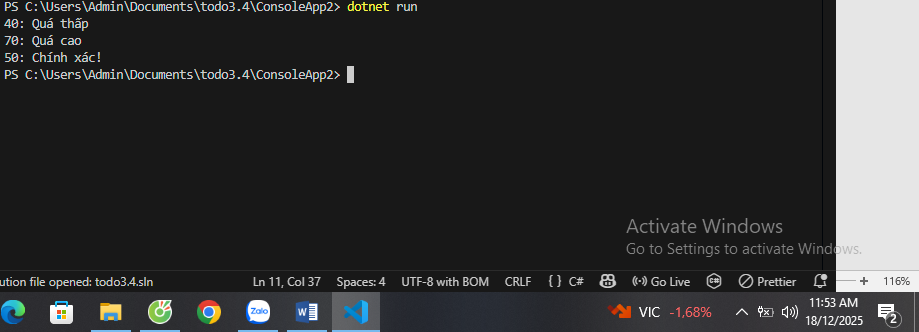 PS C:\Users\Admin\Documents\todo3.4\ConsoleApp2> dotnet run
40: Quá thấp
70: Quá cao
50: Chính xác!
PS C:\Users\Admin\Documents\todo3.4\ConsoleApp2>
Activate Windows
Go to Settings to activate Windows.
ution file opened: todo3.4.sln Ln 11, Col 37 Spaces: 4 UTF-8 with BOM CRLF { } C# Go Live C# Prettier 116%
Zalo W VIC -1,68% 11:53 AM
18/12/2025 2